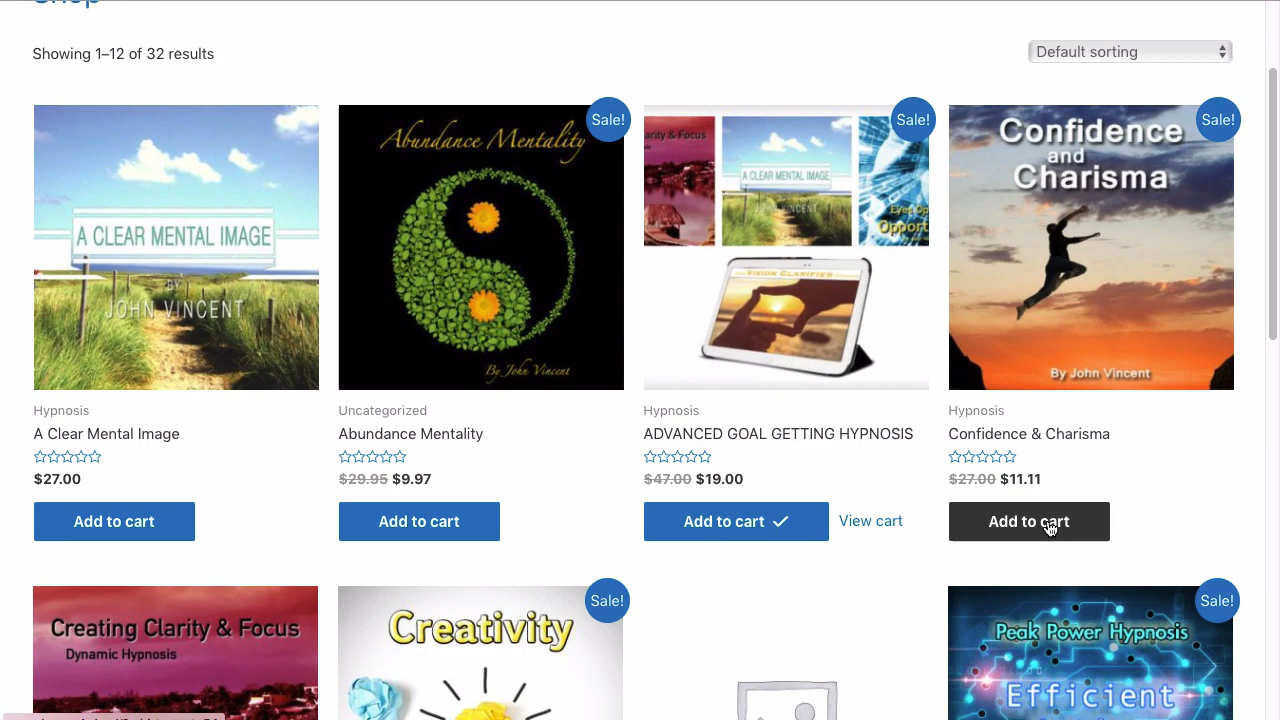 Shop
Showing 1–12 of 32 results
Default sorting
A CLEAR MENTAL IMAGE
BY
JOHN VINCENT
Sale!
Abundance Mentality
By John Vincent
Sale!
A CLEAR MENTAL IMAGE
JOHN VINCENT
VISION CLARIFIER
Sale!
Confidence
and
Charisma
By John Vincent
Hypnosis
A Clear Mental Image
$27.00
Add to cart
Uncategorized
Abundance Mentality
$29.95 $9.97
Add to cart
Hypnosis
ADVANCED GOAL GETTING HYPNOSIS
$47.00 $19.00
Add to cart
View cart
Hypnosis
Confidence & Charisma
$27.00 $11.11
Add to cart
Creating Clarity & Focus
Dynamic Hypnosis
Sale!
Creativity
Sale!
Peak Power Hypnosis
Efficient